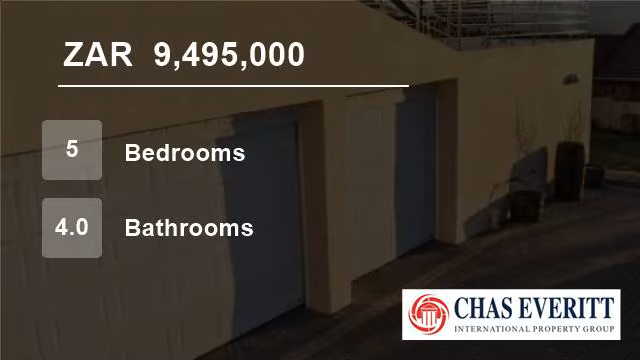 ZAR 9,495,000
5
Bedrooms
4.0
Bathrooms
CHAS EVERITT
INTERNATIONAL PROPERTY GROUP